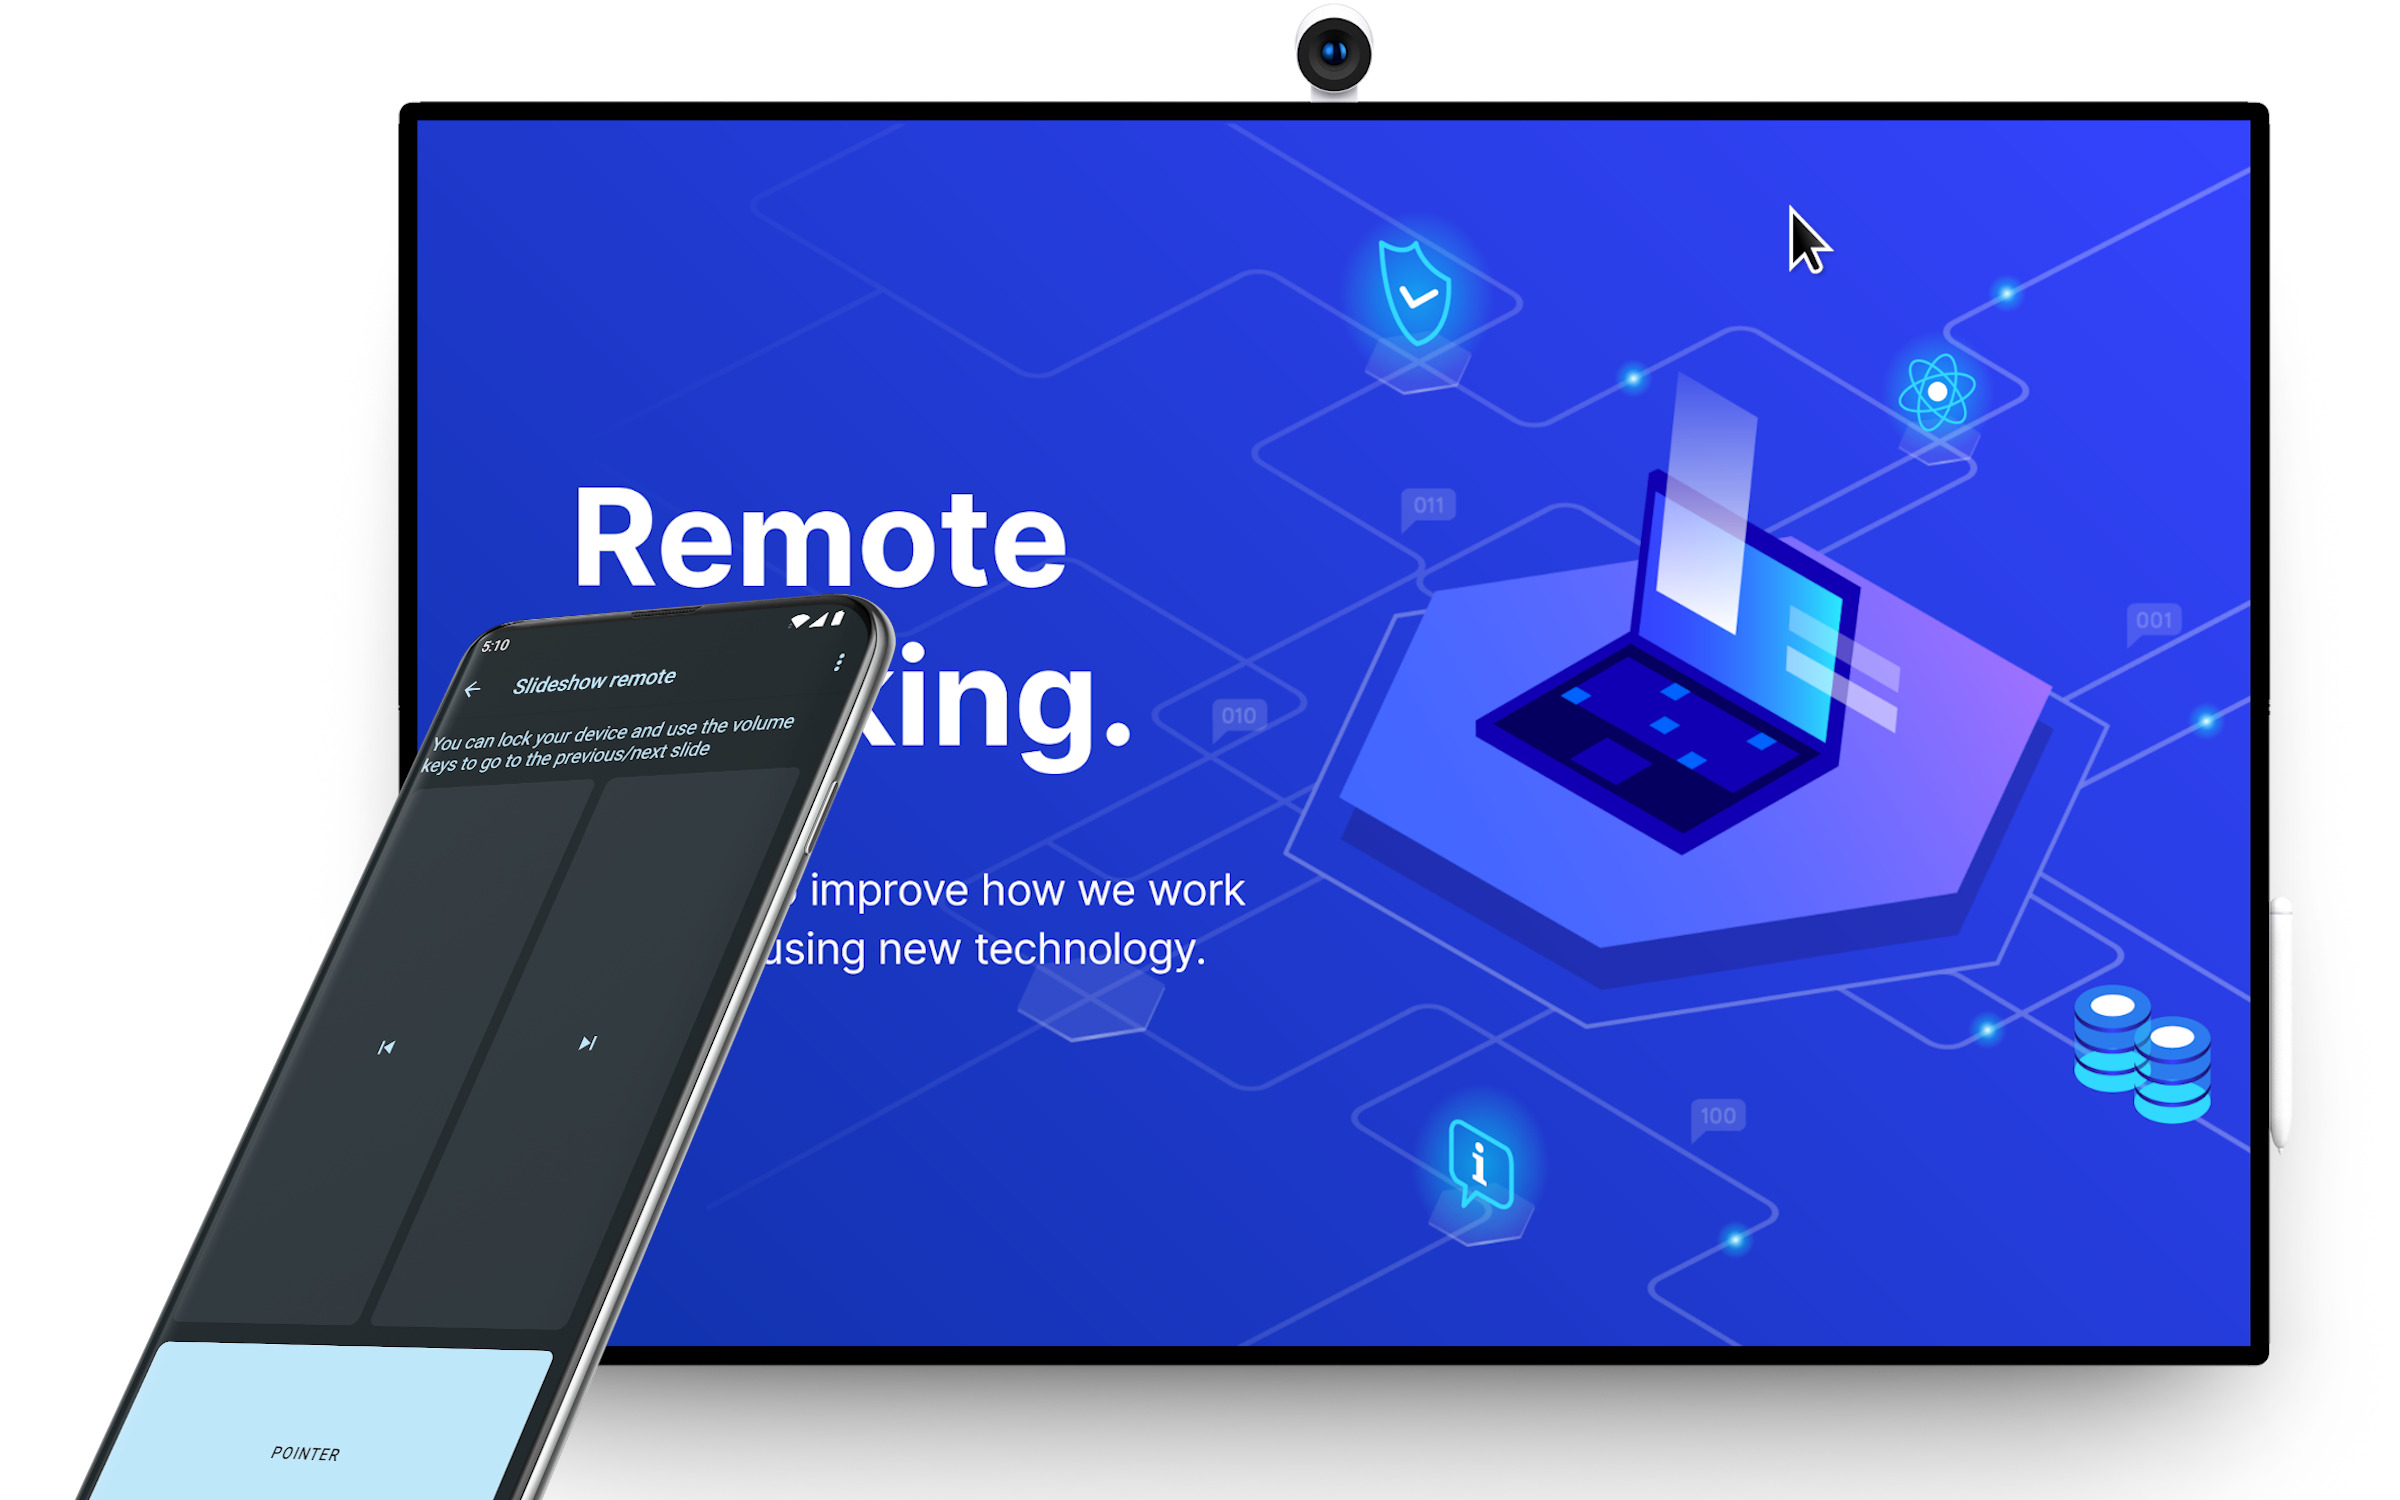 Remote
king.
improve how we work
using new technology.
011
001
010
100
5:10
Slideshow remote
You can lock your device and use the volume
keys to go to the previous/next slide
POINTER